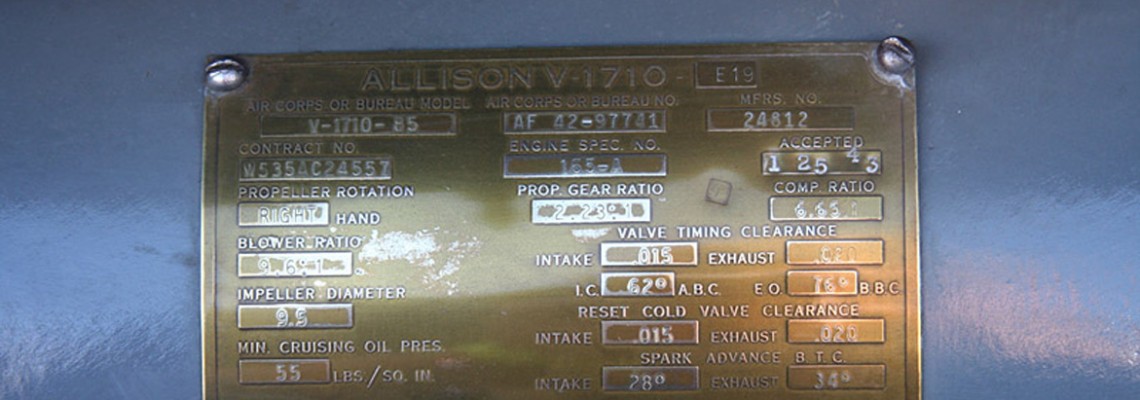 ALLISON V-1710 - E19
AIR CORPS OR BUREAU MODEL AIR CORPS OR BUREAU NO. MFRS. NO.
V-1710-85 AF 42-97741 24612
CONTRACT NO. ENGINE SPEC. NO. ACCEPTED
W535AC24557 165-A 1 25 43
PROPELLER ROTATION PROP. GEAR RATIO COMP. RATIO
RIGHT HAND 2.23:1 6.65:1
BLOWER RATIO VALVE TIMING CLEARANCE
9.6:1 INTAKE .015 EXHAUST .020
IMPELLER DIAMETER I.C. 62° A.B.C. E.O. 76° B.B.C.
9.5 RESET COLD VALVE CLEARANCE
INTAKE .015 EXHAUST .020
MIN. CRUISING OIL PRES. SPARK ADVANCE B.T.C.
55 LBS./SQ. IN. INTAKE 28° EXHAUST 34°